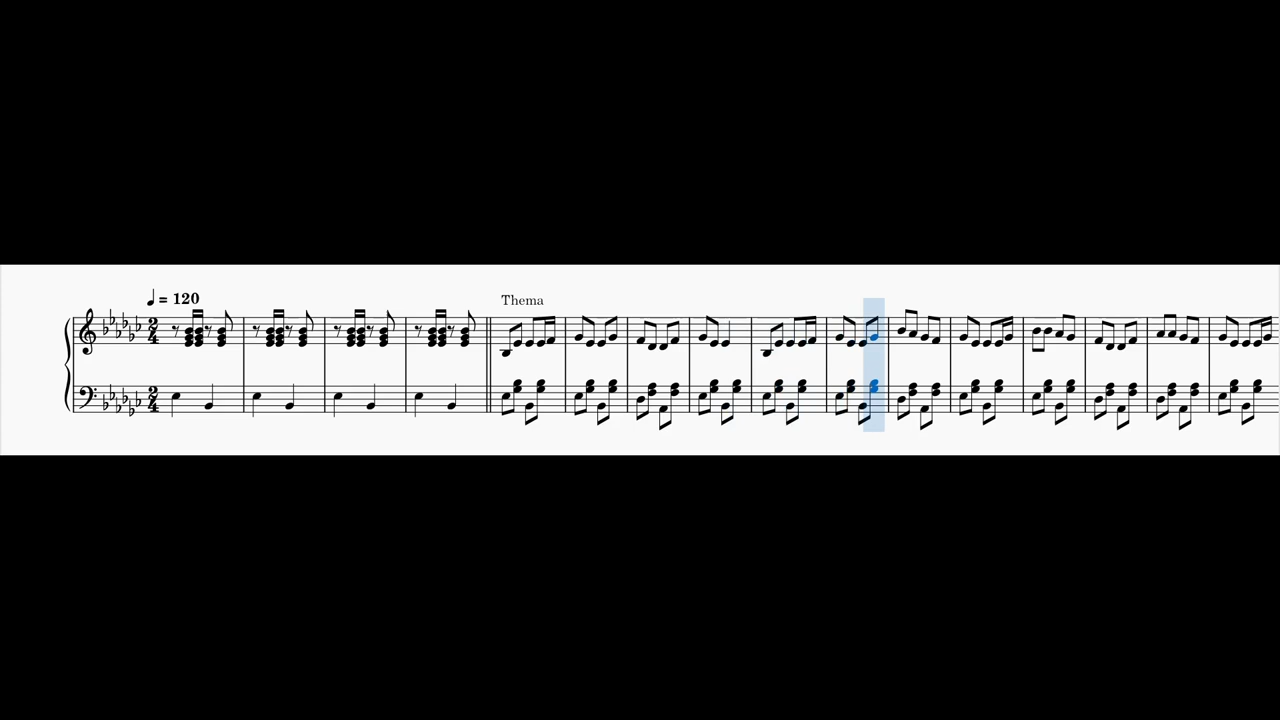 ♩ = 120
Thema